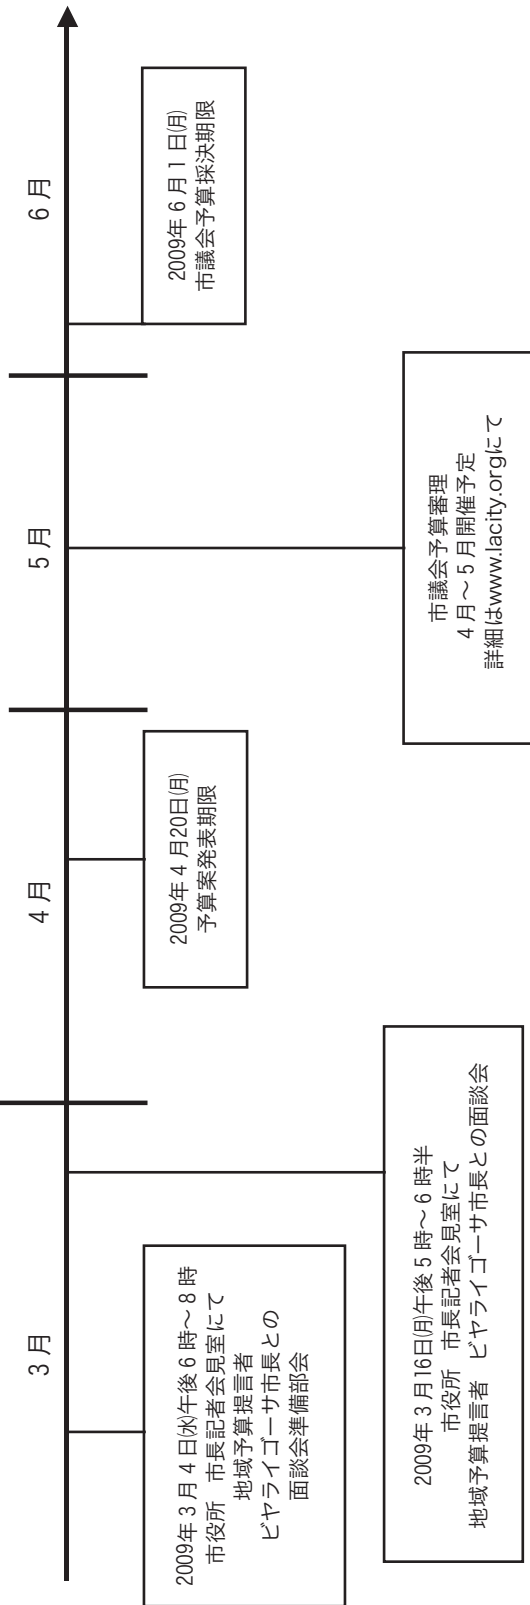 3月
4月
5月
6月
2009年3月4日(水)午後6時～8時
市役所　市長記者会見室にて
地域予算提言者
ビヤライゴーサ市長との
面談会準備部会
2009年3月16日(月)午後5時～6時半
市役所　市長記者会見室にて
地域予算提言者　ビヤライゴーサ市長との面談会
2009年4月20日(月)
予算案発表期限
市議会予算審理
4月～5月開催予定
詳細はwww.lacity.orgにて
2009年6月1日(月)
市議会予算採決期限